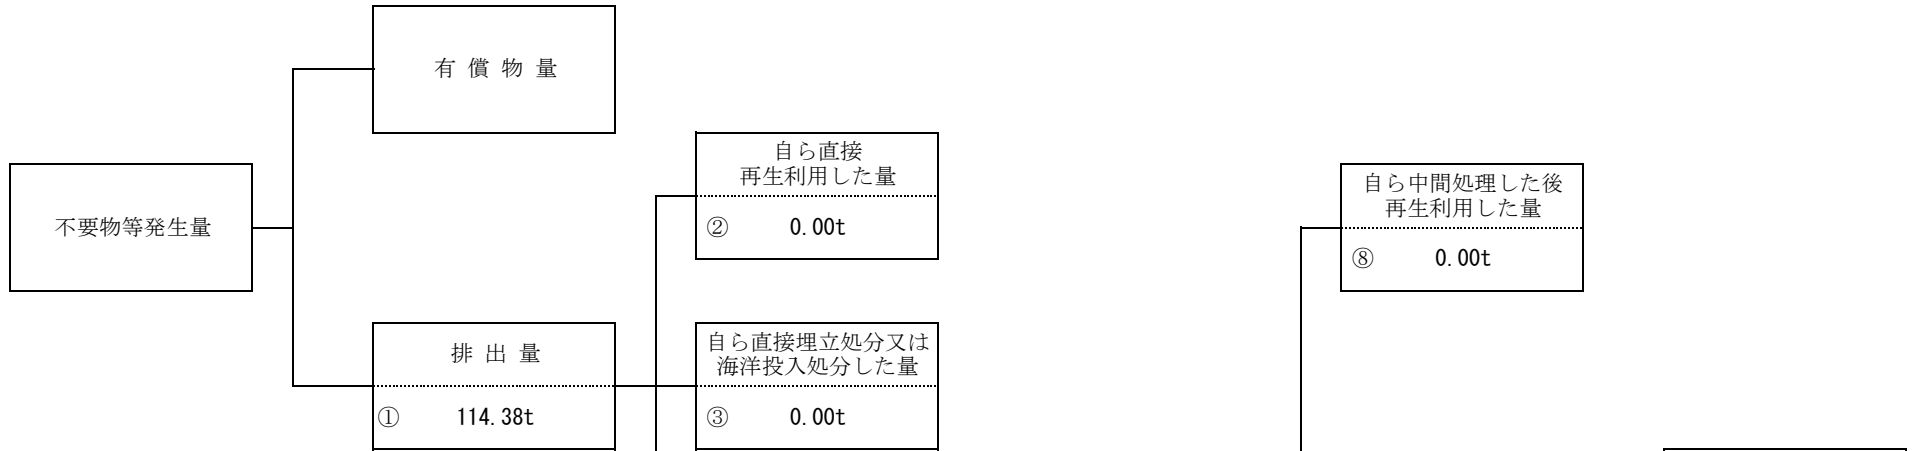 有 償 物 量
自ら直接
再生利用した量
② 0.00t
不要物等発生量
自ら中間処理した後
再生利用した量
⑧ 0.00t
排 出 量
① 114.38t
自ら直接埋立処分又は
海洋投入処分した量
③ 0.00t